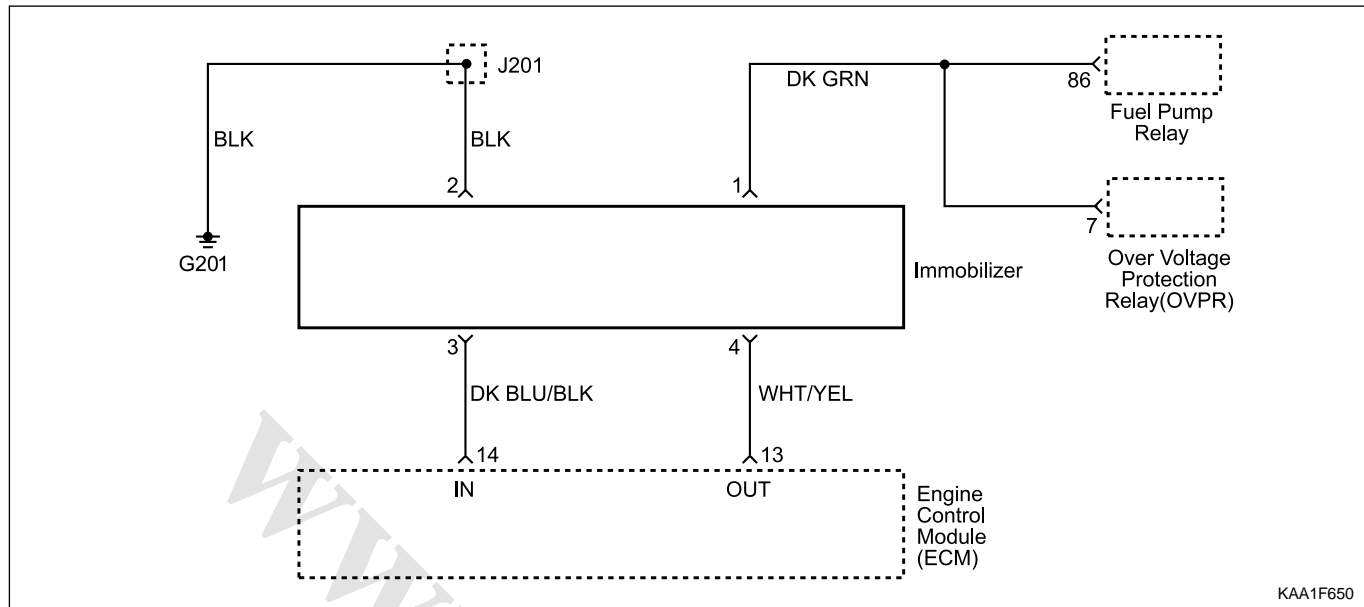 J201
DK GRN
86
Fuel Pump
Relay
BLK
BLK
2
1
7
G201
Immobilizer
Over Voltage
Protection
Relay(OVPR)
3
4
DK BLU/BLK
WHT/YEL
14
13
IN
OUT
Engine
Control
Module
(ECM)
KAA1F650